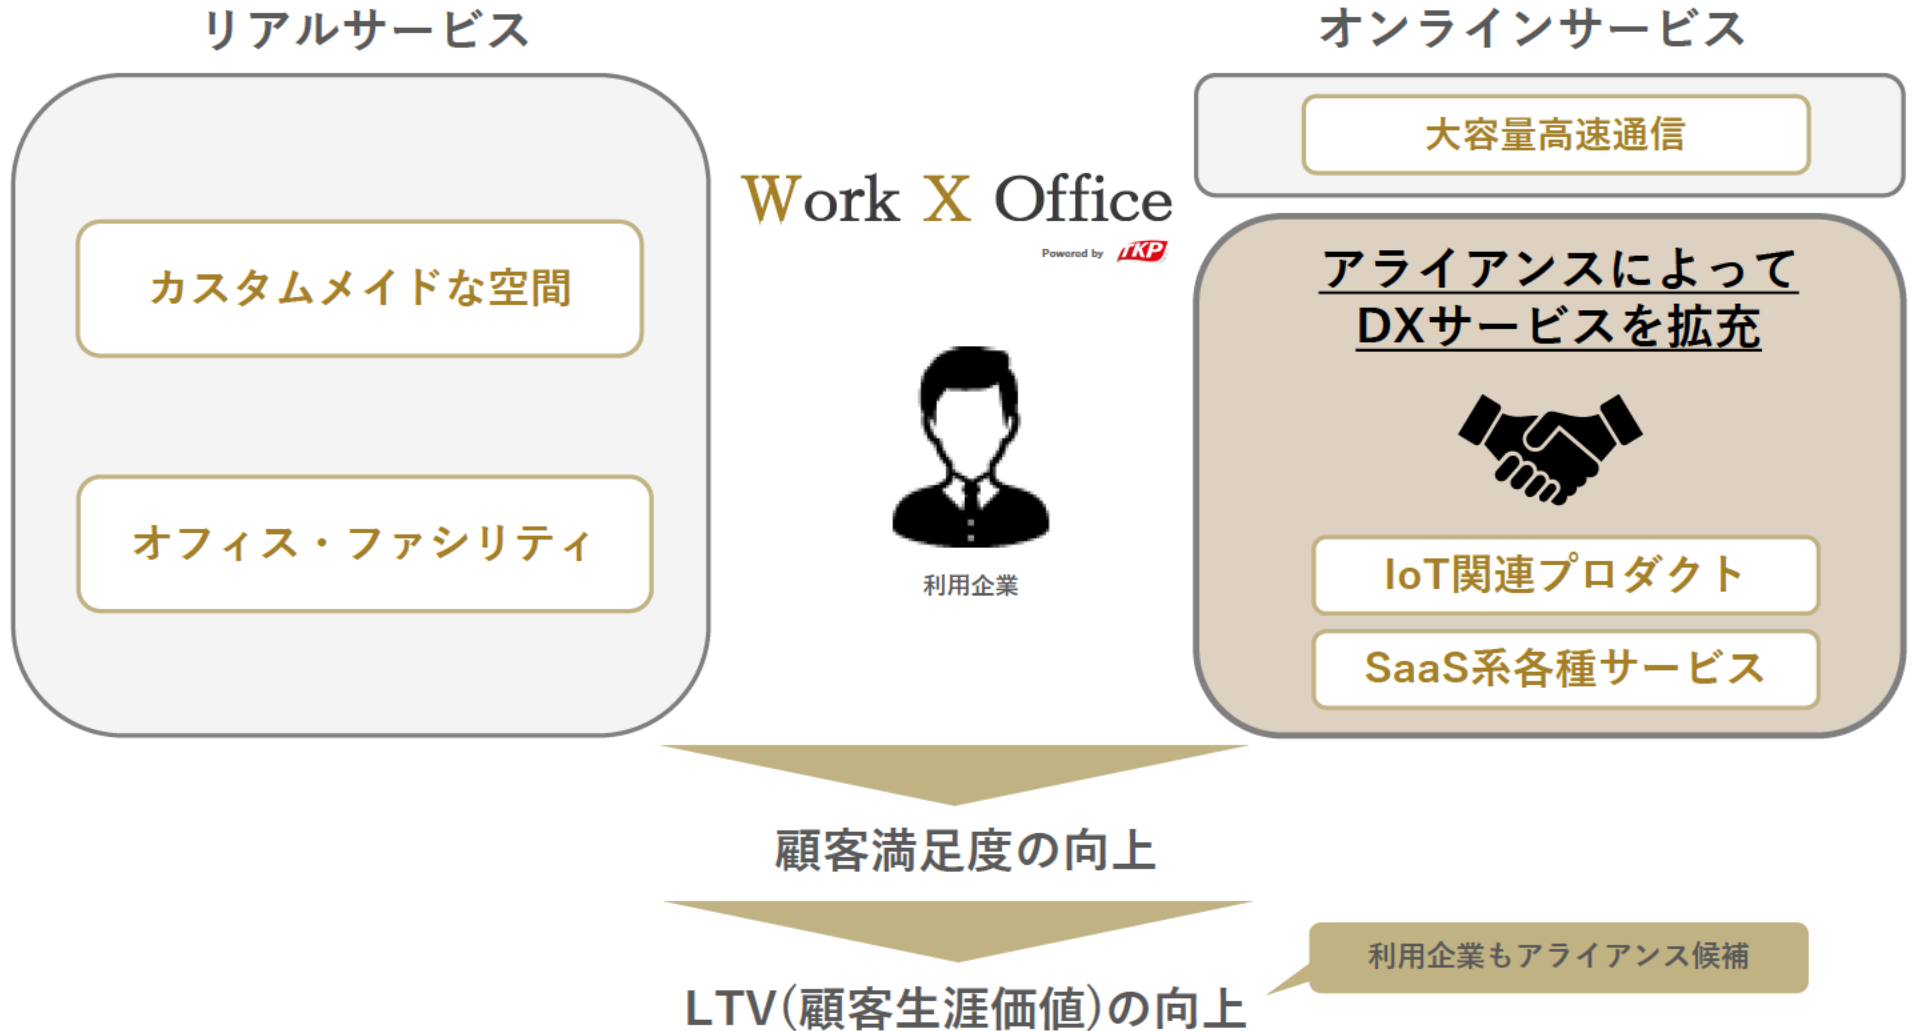 リアルサービス
カスタムメイドな空間
オフィス・ファシリティ
Work X Office
Powered by TKP
利用企業
オンラインサービス
大容量高速通信
アライアンスによって
DXサービスを拡充
IoT関連プロダクト
SaaS系各種サービス
顧客満足度の向上
LTV(顧客生涯価値)の向上
利用企業もアライアンス候補